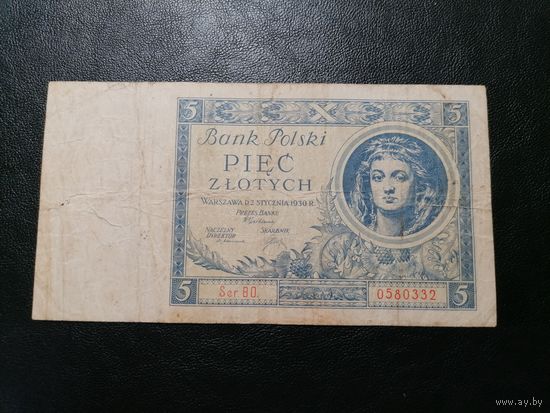 5
Bank Polski
PIĘĆ
ZŁOTYCH
WARSZAWA D. 2 STYCZNIA 1930 R.
PREZES BANKU
NACZELNY DYREKTOR
SKARBNIK
5
Ser. BO.
0580332
5
www.ay.by